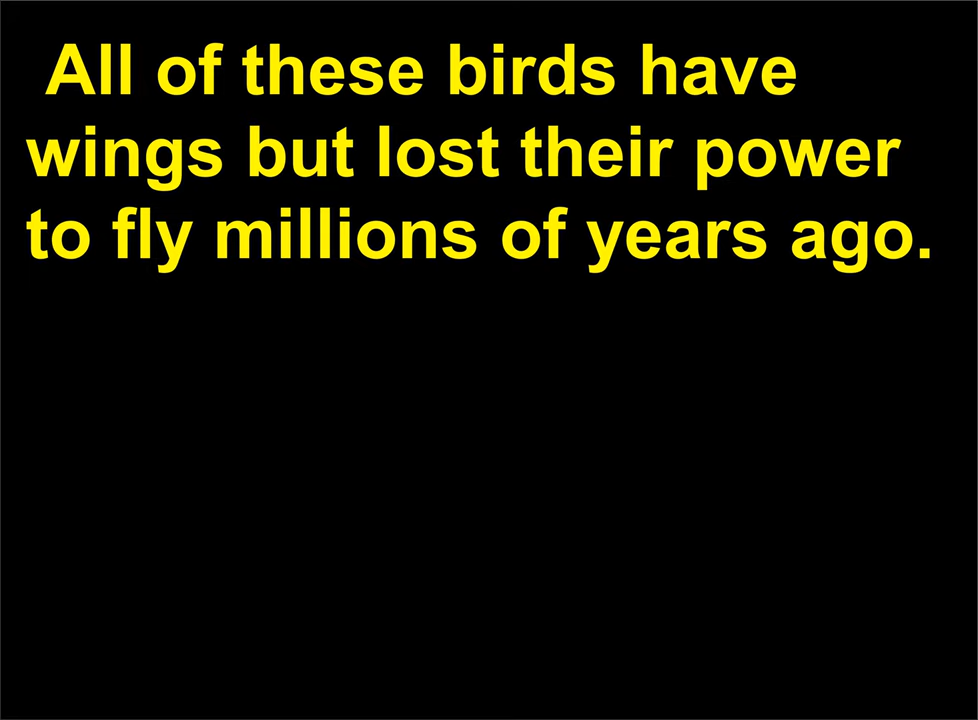 All of these birds have
wings but lost their power
to fly millions of years ago.